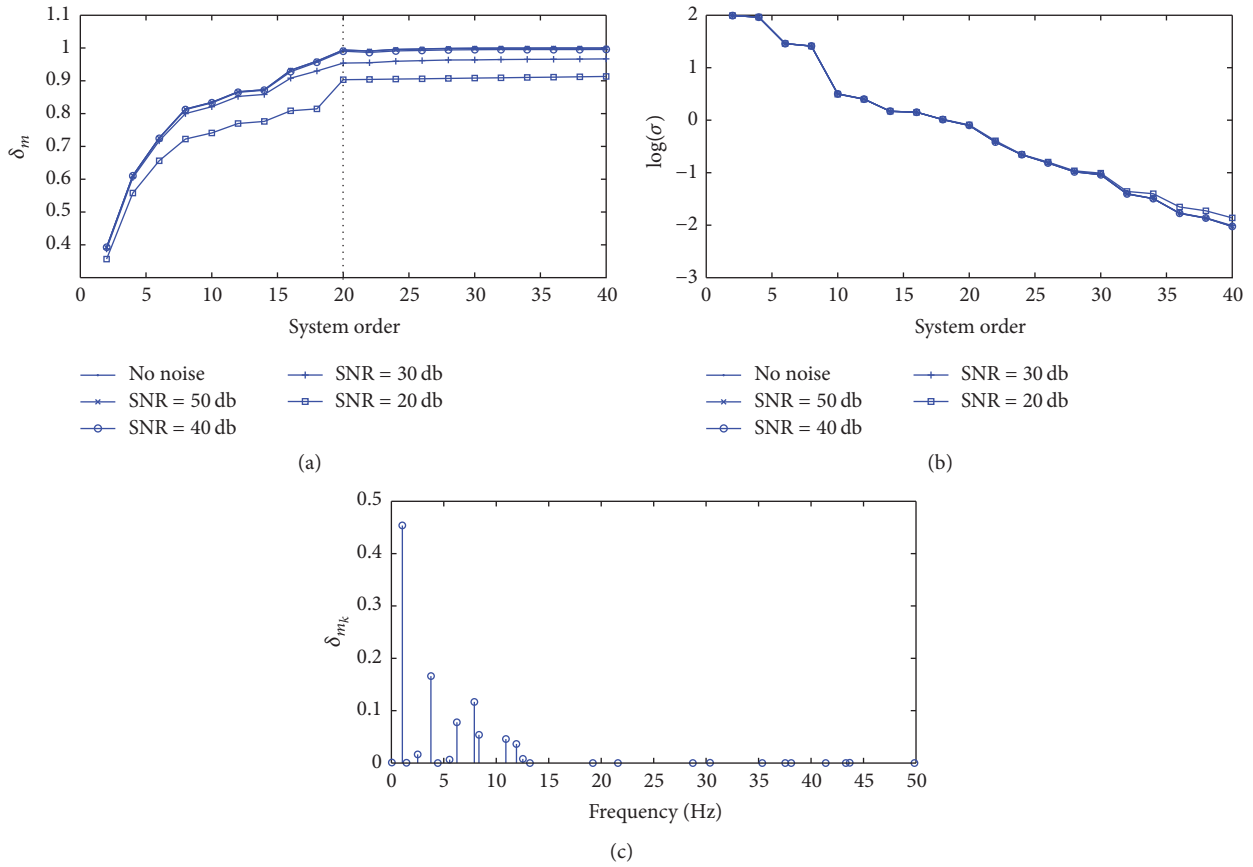 1.1
1
0.9
0.8
0.7
0.6
0.5
0.4
δm
0 5 10 15 20 25 30 35 40
System order
No noise
SNR = 50 db
SNR = 40 db
SNR = 30 db
SNR = 20 db
(a)
2
1
0
−1
−2
−3
log(σ)
0 5 10 15 20 25 30 35 40
System order
No noise
SNR = 50 db
SNR = 40 db
SNR = 30 db
SNR = 20 db
(b)
0.5
0.4
0.3
0.2
0.1
0
δmk
0 5 10 15 20 25 30 35 40 45 50
Frequency (Hz)
(c)